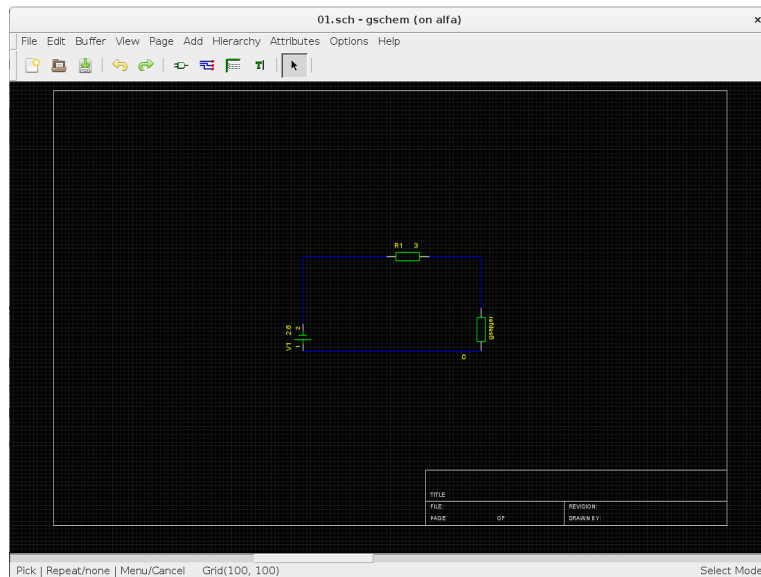 01.sch - gschem (on alfa)
File Edit Buffer View Page Add Hierarchy Attributes Options Help
R1 3
V1 2.6
1 2
0
TITLE
FILE:
REVISION:
PAGE OF
DRAWN BY:
Pick | Repeat/none | Menu/Cancel Grid(100, 100)
Select Mode